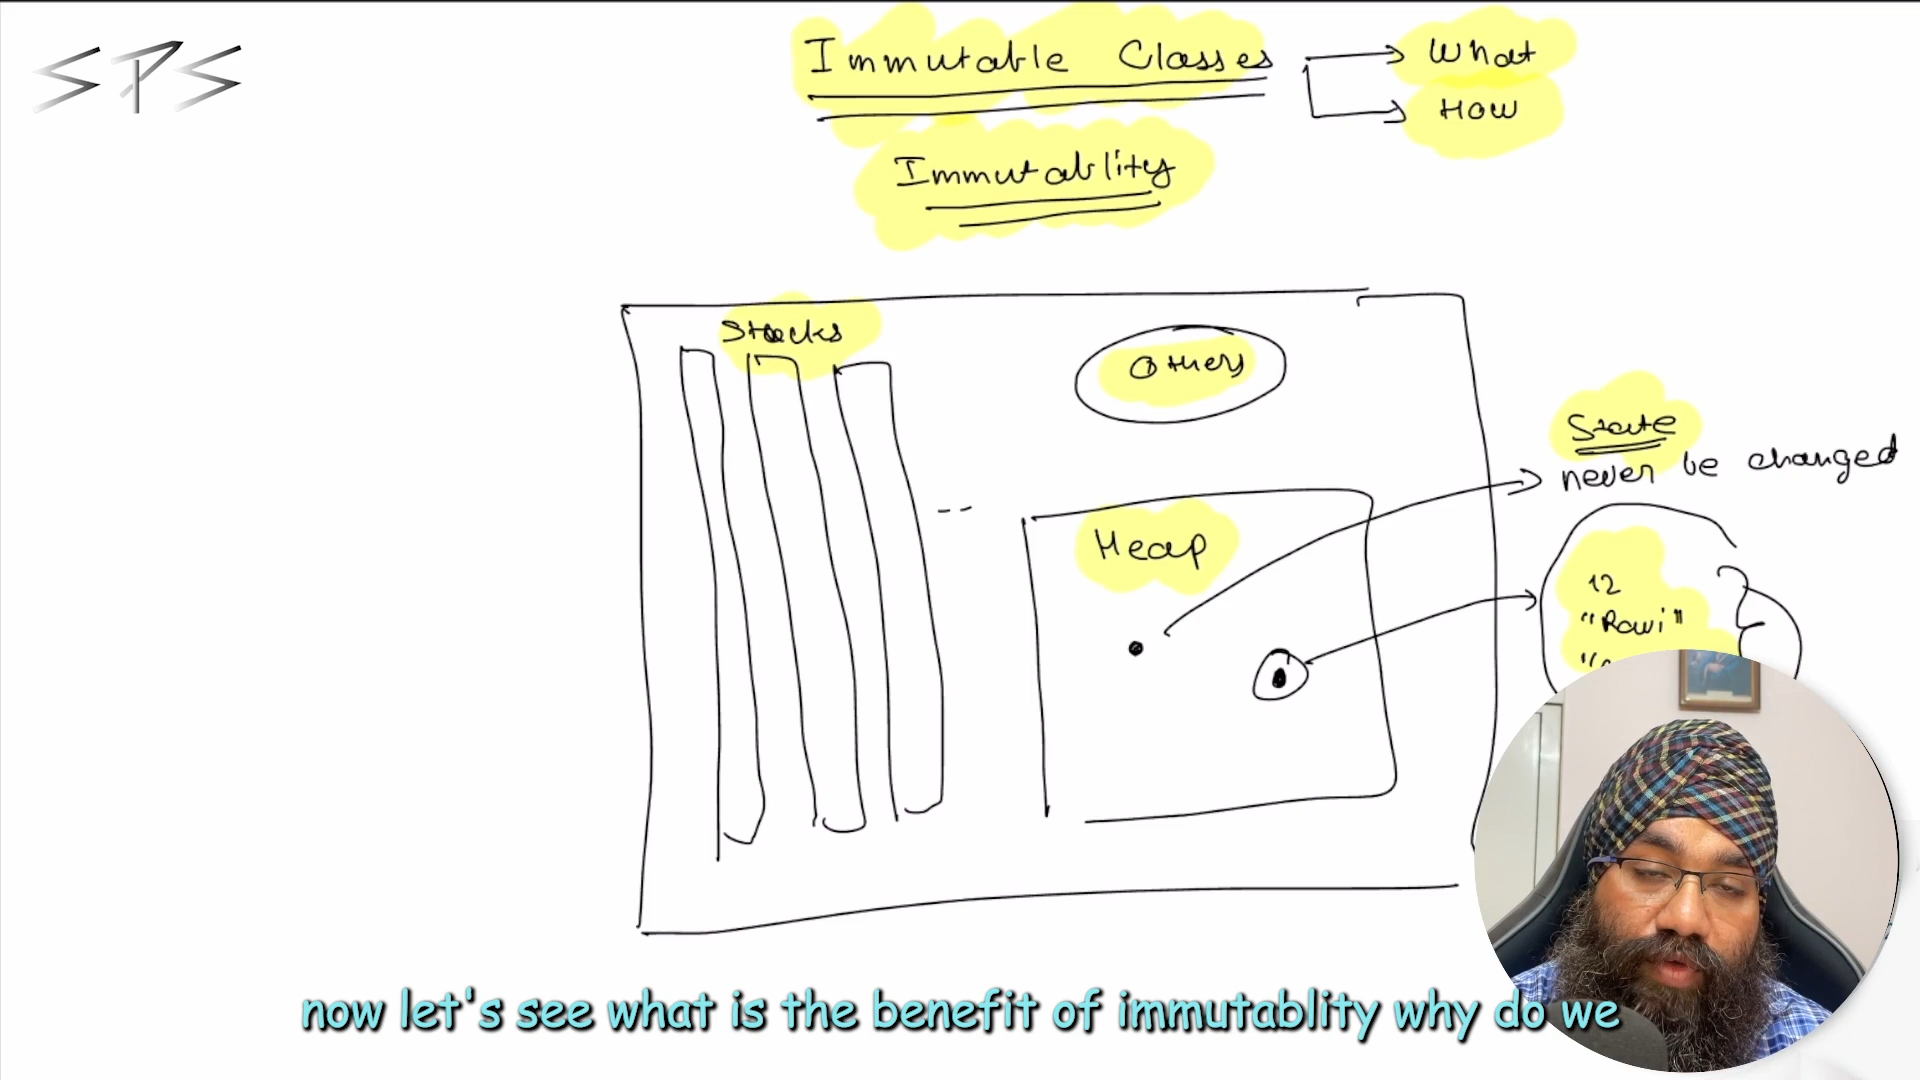 SPS
Immutable Classes
What
How
Immutablity
Stacks
Others
State
never be changed
Heap
12
"Ravi"
now let's see what is the benefit of immutablity why do we